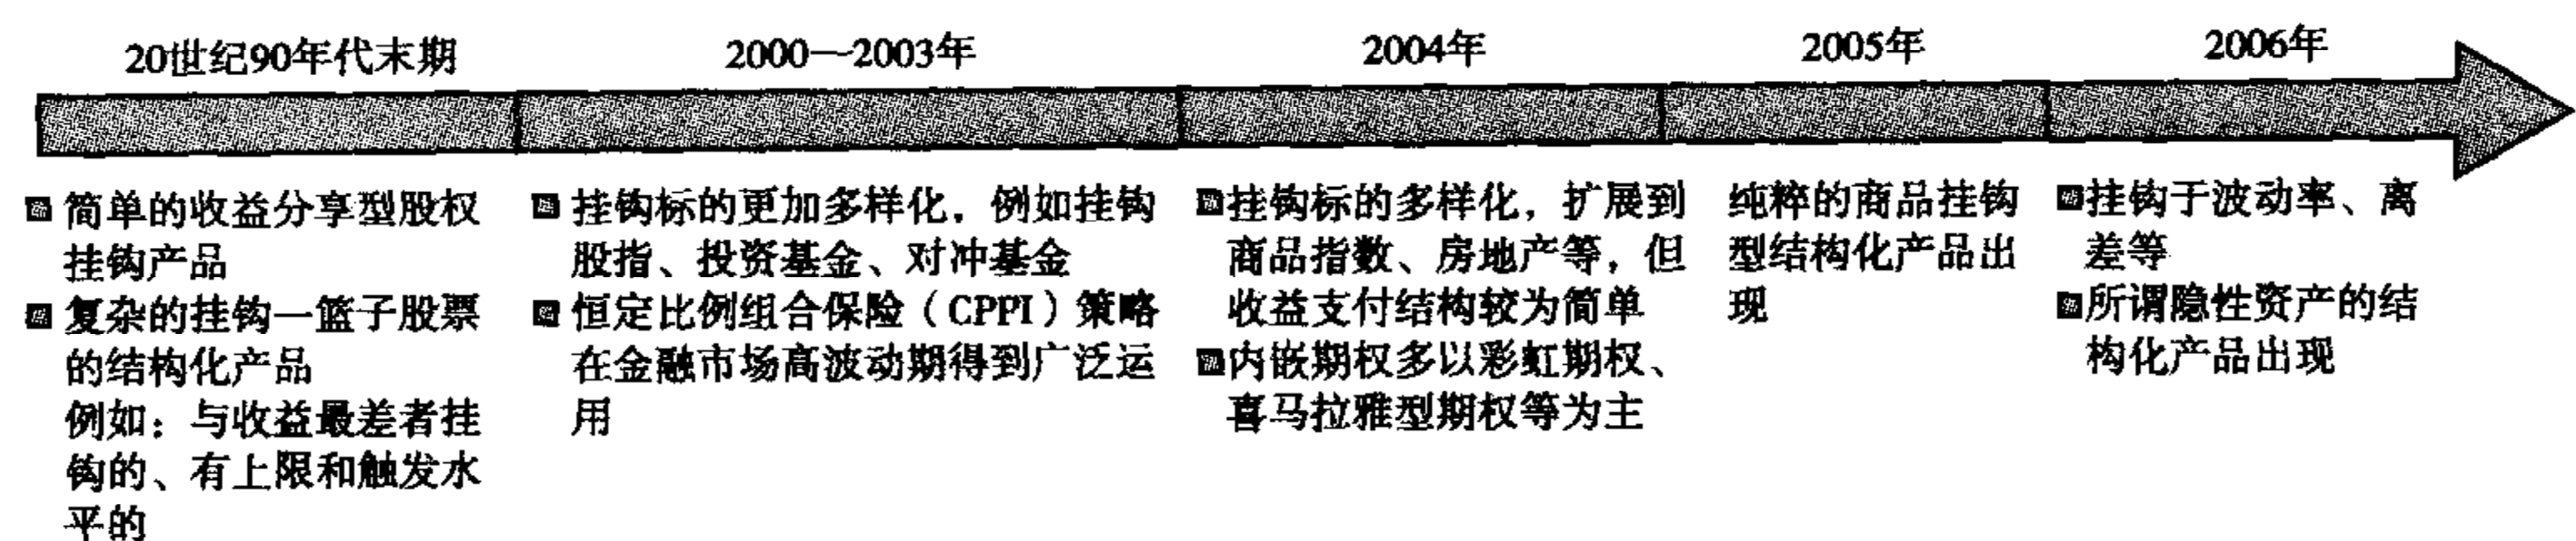 20世纪90年代末期
2000—2003年
2004年
2005年
2006年
简单的收益分享型股权
挂钩产品
复杂的挂钩一篮子股票
的结构化产品
例如：与收益最差者挂
钩的、有上限和触发水
平的
挂钩标的更加多样化，例如挂钩
股指、投资基金、对冲基金
恒定比例组合保险（CPPI）策略
在金融市场高波动期得到广泛运
用
挂钩标的多样化，扩展到
商品指数、房地产等，但
收益支付结构较为简单
内嵌期权多以彩虹期权、
喜马拉雅型期权等为主
纯粹的商品挂钩
型结构化产品出
现
挂钩于波动率、离
差等
所谓隐性资产的结
构化产品出现